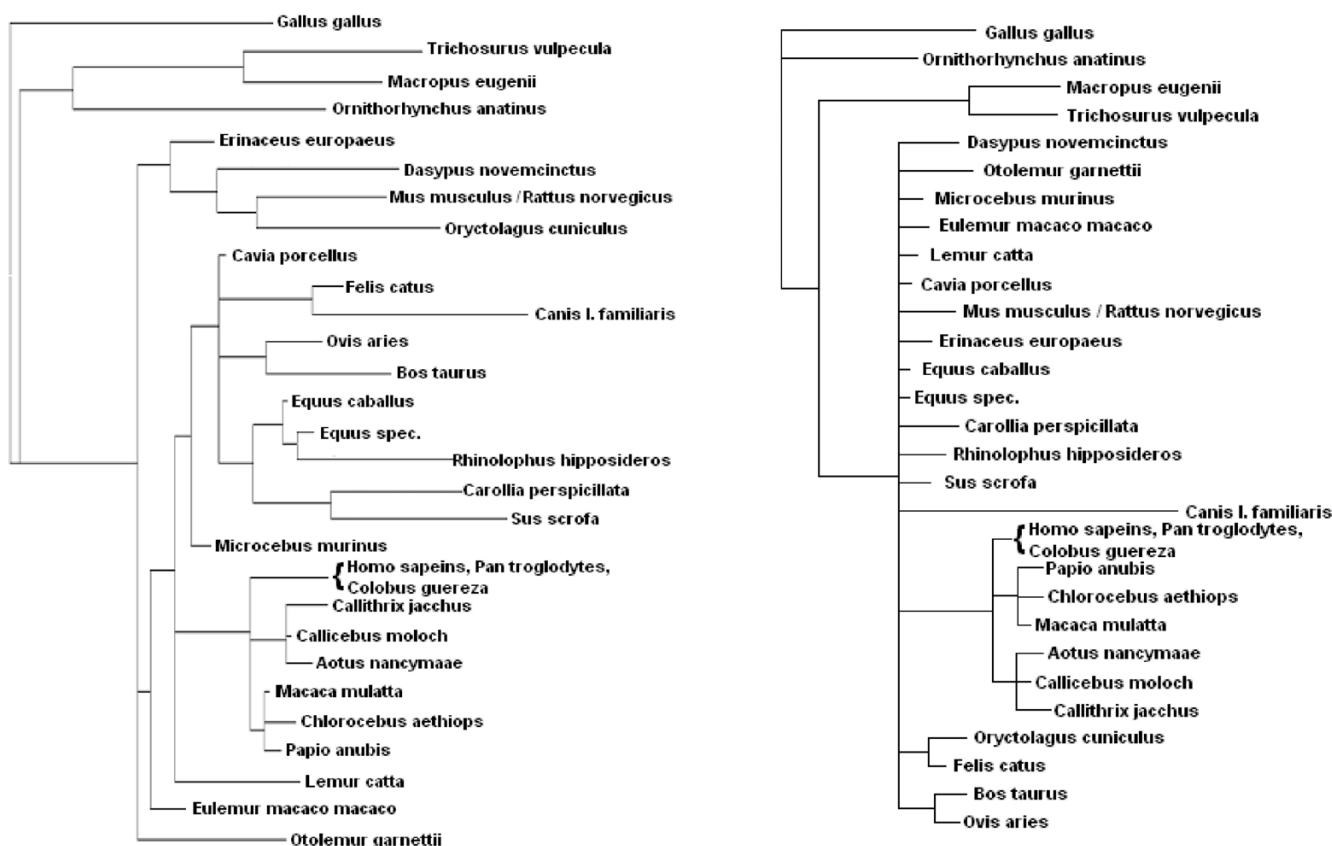 Gallus gallus
Trichosurus vulpecula
Macropus eugenii
Ornithorhynchus anatinus
Erinaceus europaeus
Dasypus novemcinctus
Mus musculus / Rattus norvegicus
Oryctolagus cuniculus
Cavia porcellus
Felis catus
Canis l. familiaris
Ovis aries
Bos taurus
Equus caballus
Equus spec.
Rhinolophus hipposideros
Carollia perspicillata
Sus scrofa
Microcebus murinus
Homo sapeins, Pan troglodytes,
Colobus guereza
Callithrix jacchus
Callicebus moloch
Aotus nancymaae
Macaca mulatta
Chlorocebus aethiops
Papio anubis
Lemur catta
Eulemur macaco macaco
Otolemur garnettii
Gallus gallus
Ornithorhynchus anatinus
Macropus eugenii
Trichosurus vulpecula
Dasypus novemcinctus
Otolemur garnettii
Microcebus murinus
Eulemur macaco macaco
Lemur catta
Cavia porcellus
Mus musculus / Rattus norvegicus
Erinaceus europaeus
Equus caballus
Equus spec.
Carollia perspicillata
Rhinolophus hipposideros
Sus scrofa
Canis l. familiaris
Homo sapeins, Pan troglodytes,
Colobus guereza
Papio anubis
Chlorocebus aethiops
Macaca mulatta
Aotus nancymaae
Callicebus moloch
Callithrix jacchus
Oryctolagus cuniculus
Felis catus
Bos taurus
Ovis aries